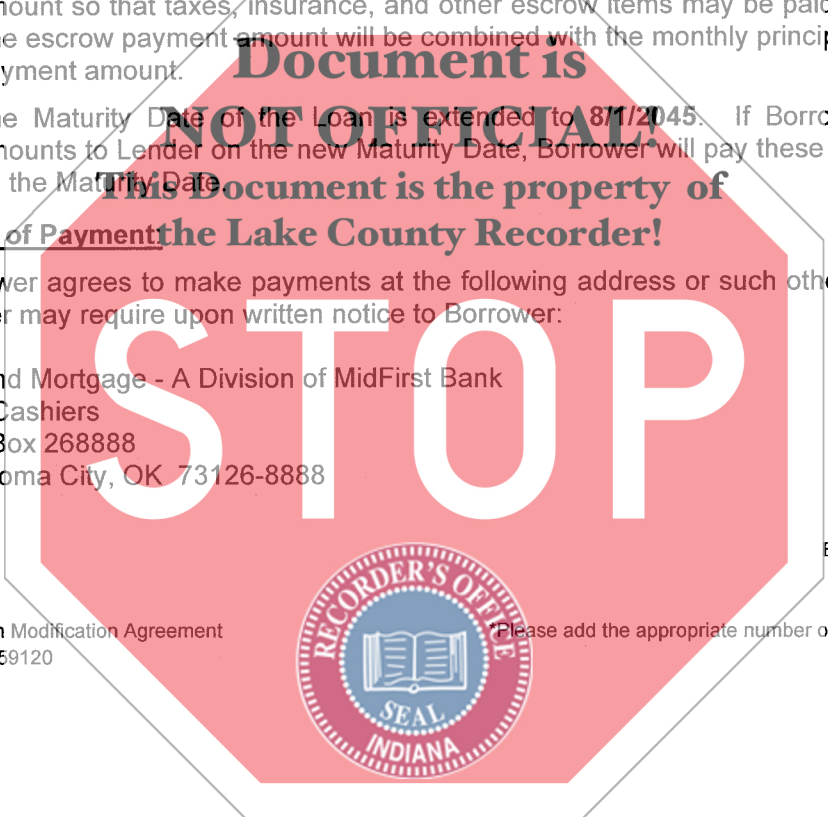 ount so that taxes, insurance, and other escrow items may be paid
e escrow payment amount will be combined with the monthly princip
yment amount.
Document is
NOT OFFICIAL!
This Document is the property of
the Lake County Recorder!
e Maturity Date of the Loan is extended to 8/1/2045. If Borro
ounts to Lender on the new Maturity Date, Borrower will pay these
the Maturity Date.
of Payment:
wer agrees to make payments at the following address or such othe
r may require upon written notice to Borrower:
nd Mortgage - A Division of MidFirst Bank
Cashiers
Box 268888
oma City, OK 73126-8888
STOP
RECORDER'S OFFICE
SEAL
INDIANA
n Modification Agreement
*Please add the appropriate number o
59120